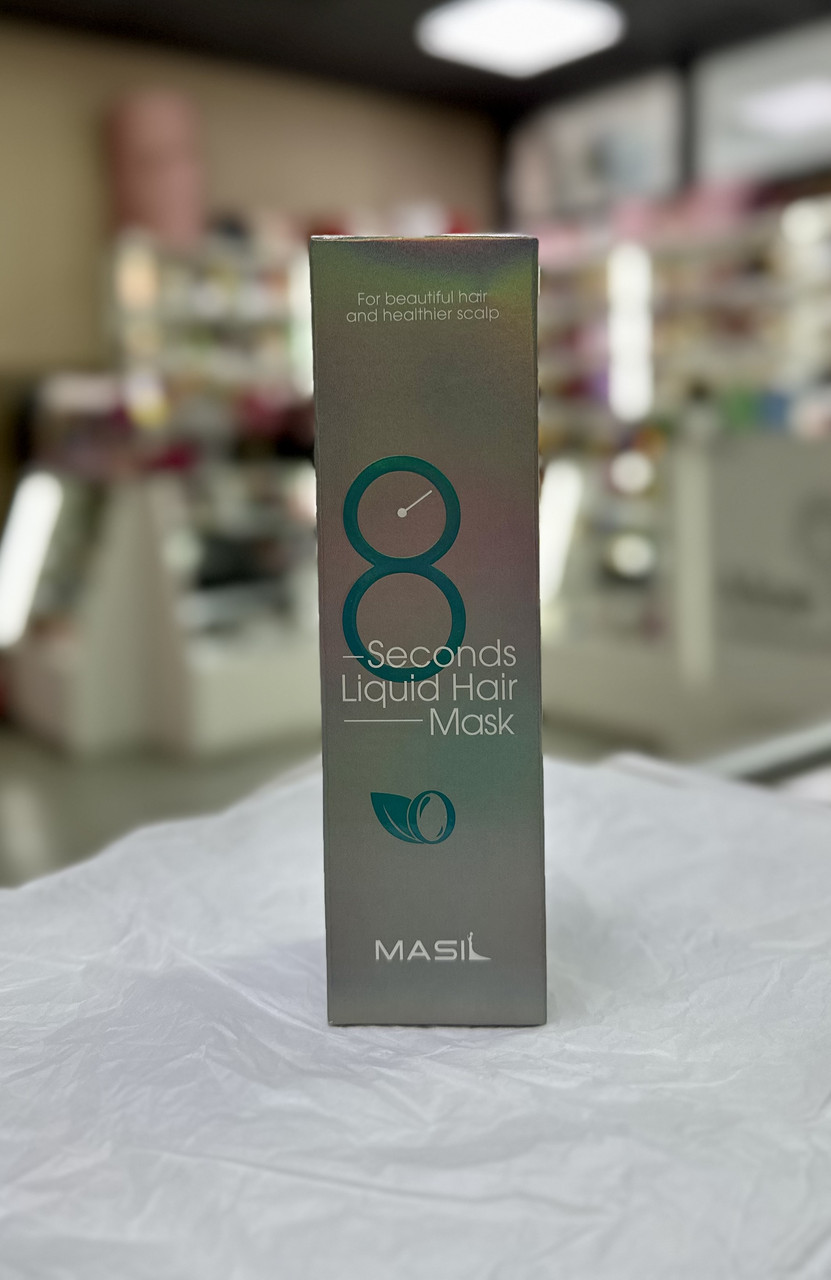 For beautiful hair
and healthier scalp
8
Seconds
Liquid Hair
Mask
MASIL